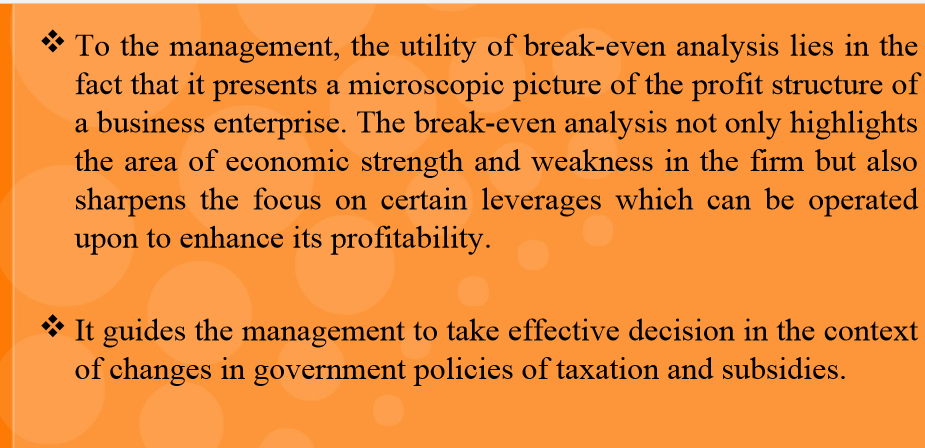 ❖ To the management, the utility of break-even analysis lies in the
fact that it presents a microscopic picture of the profit structure of
a business enterprise. The break-even analysis not only highlights
the area of economic strength and weakness in the firm but also
sharpens the focus on certain leverages which can be operated
upon to enhance its profitability.
❖ It guides the management to take effective decision in the context
of changes in government policies of taxation and subsidies.